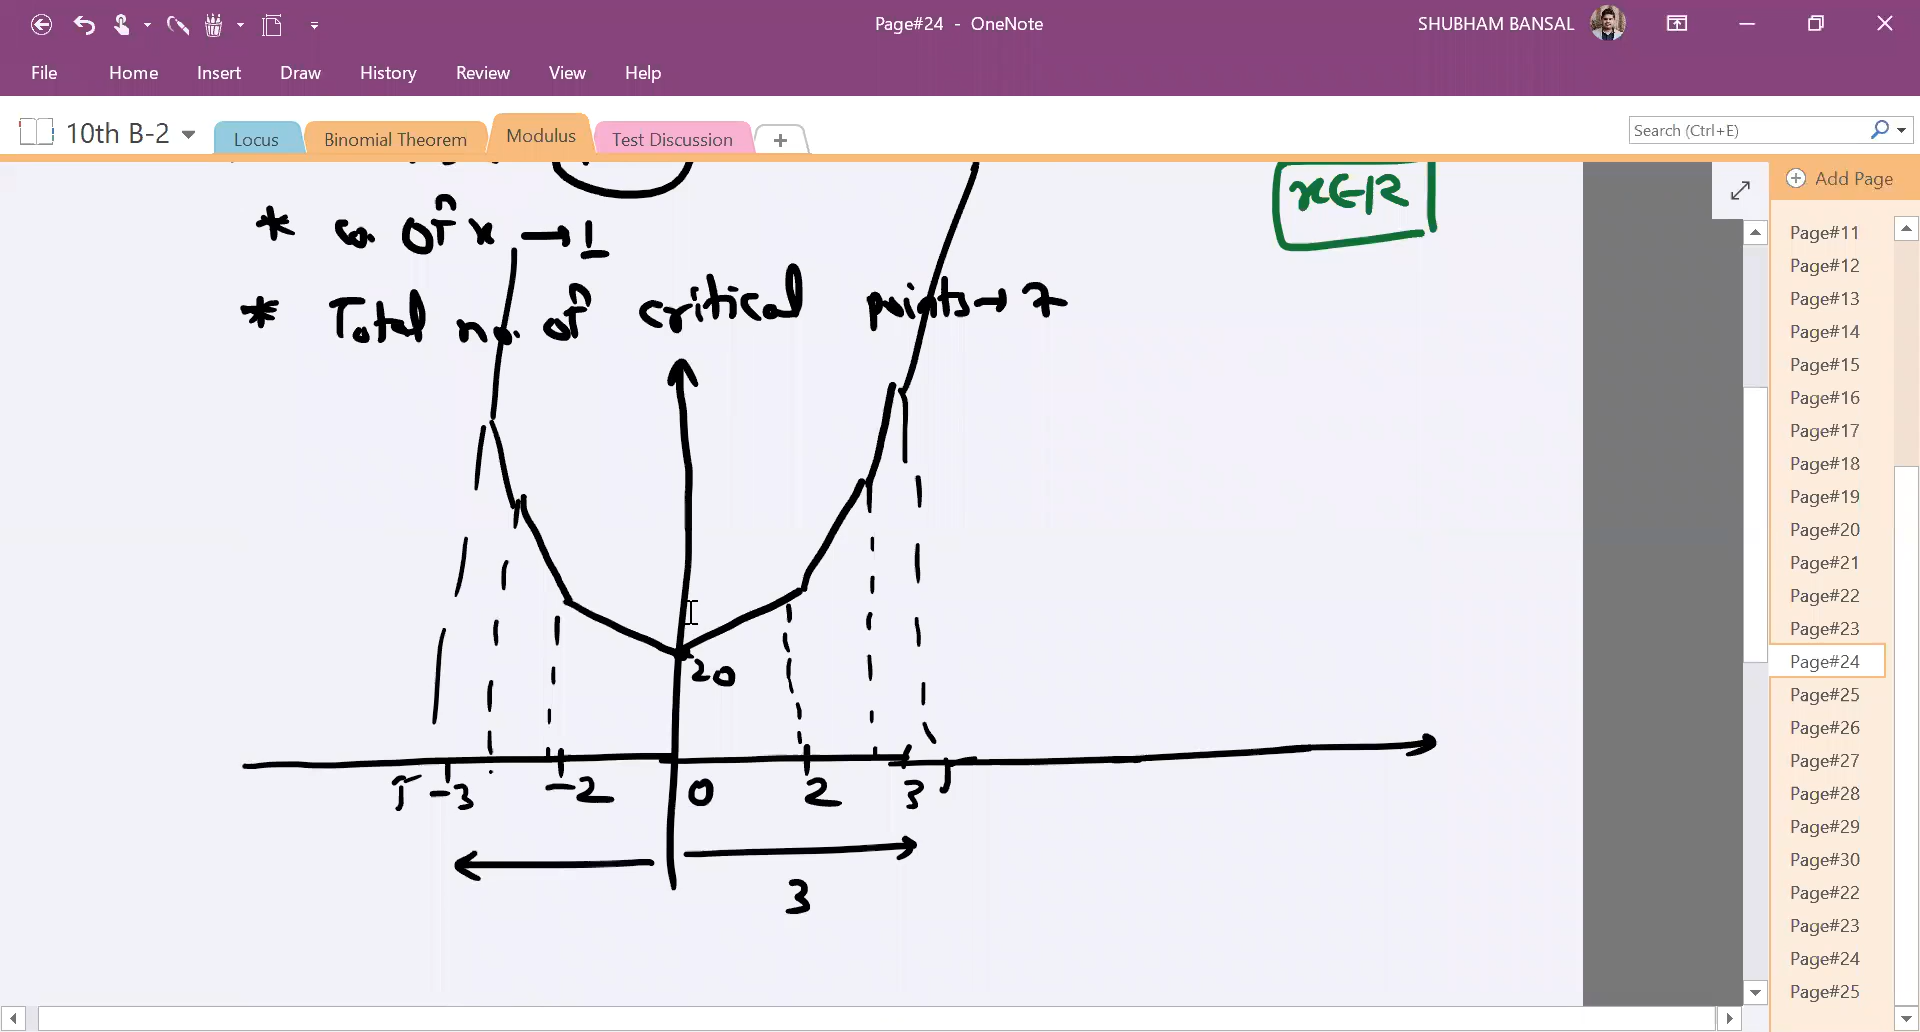 Page#24 - OneNote
SHUBHAM BANSAL
File Home Insert Draw History Review View Help
10th B-2
Locus
Binomial Theorem
Modulus
Test Discussion
Search (Ctrl+E)
Add Page
x∈R
* co. of x → 1
* Total no. of critical points → 7
20
-3 -2 0 2 3
3
Page#11
Page#12
Page#13
Page#14
Page#15
Page#16
Page#17
Page#18
Page#19
Page#20
Page#21
Page#22
Page#23
Page#24
Page#25
Page#26
Page#27
Page#28
Page#29
Page#30
Page#22
Page#23
Page#24
Page#25